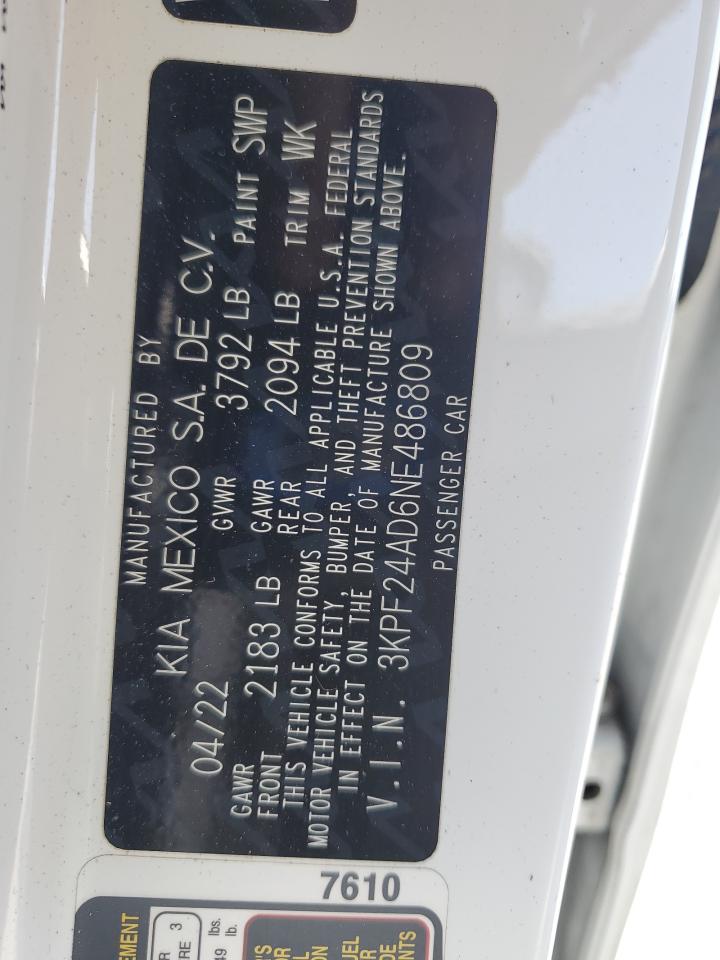 MANUFACTURED BY
KIA MEXICO S.A. DE C.V.
04/22 GVWR 3792 LB PAINT SWP
GAWR GAWR
FRONT 2183 LB REAR 2094 LB TRIM WK
THIS VEHICLE CONFORMS TO ALL APPLICABLE U.S.A. FEDERAL
MOTOR VEHICLE SAFETY, BUMPER, AND THEFT PREVENTION STANDARDS
IN EFFECT ON THE DATE OF MANUFACTURE SHOWN ABOVE.
V.I.N. 3KPF24AD6NE486809
PASSENGER CAR
7610